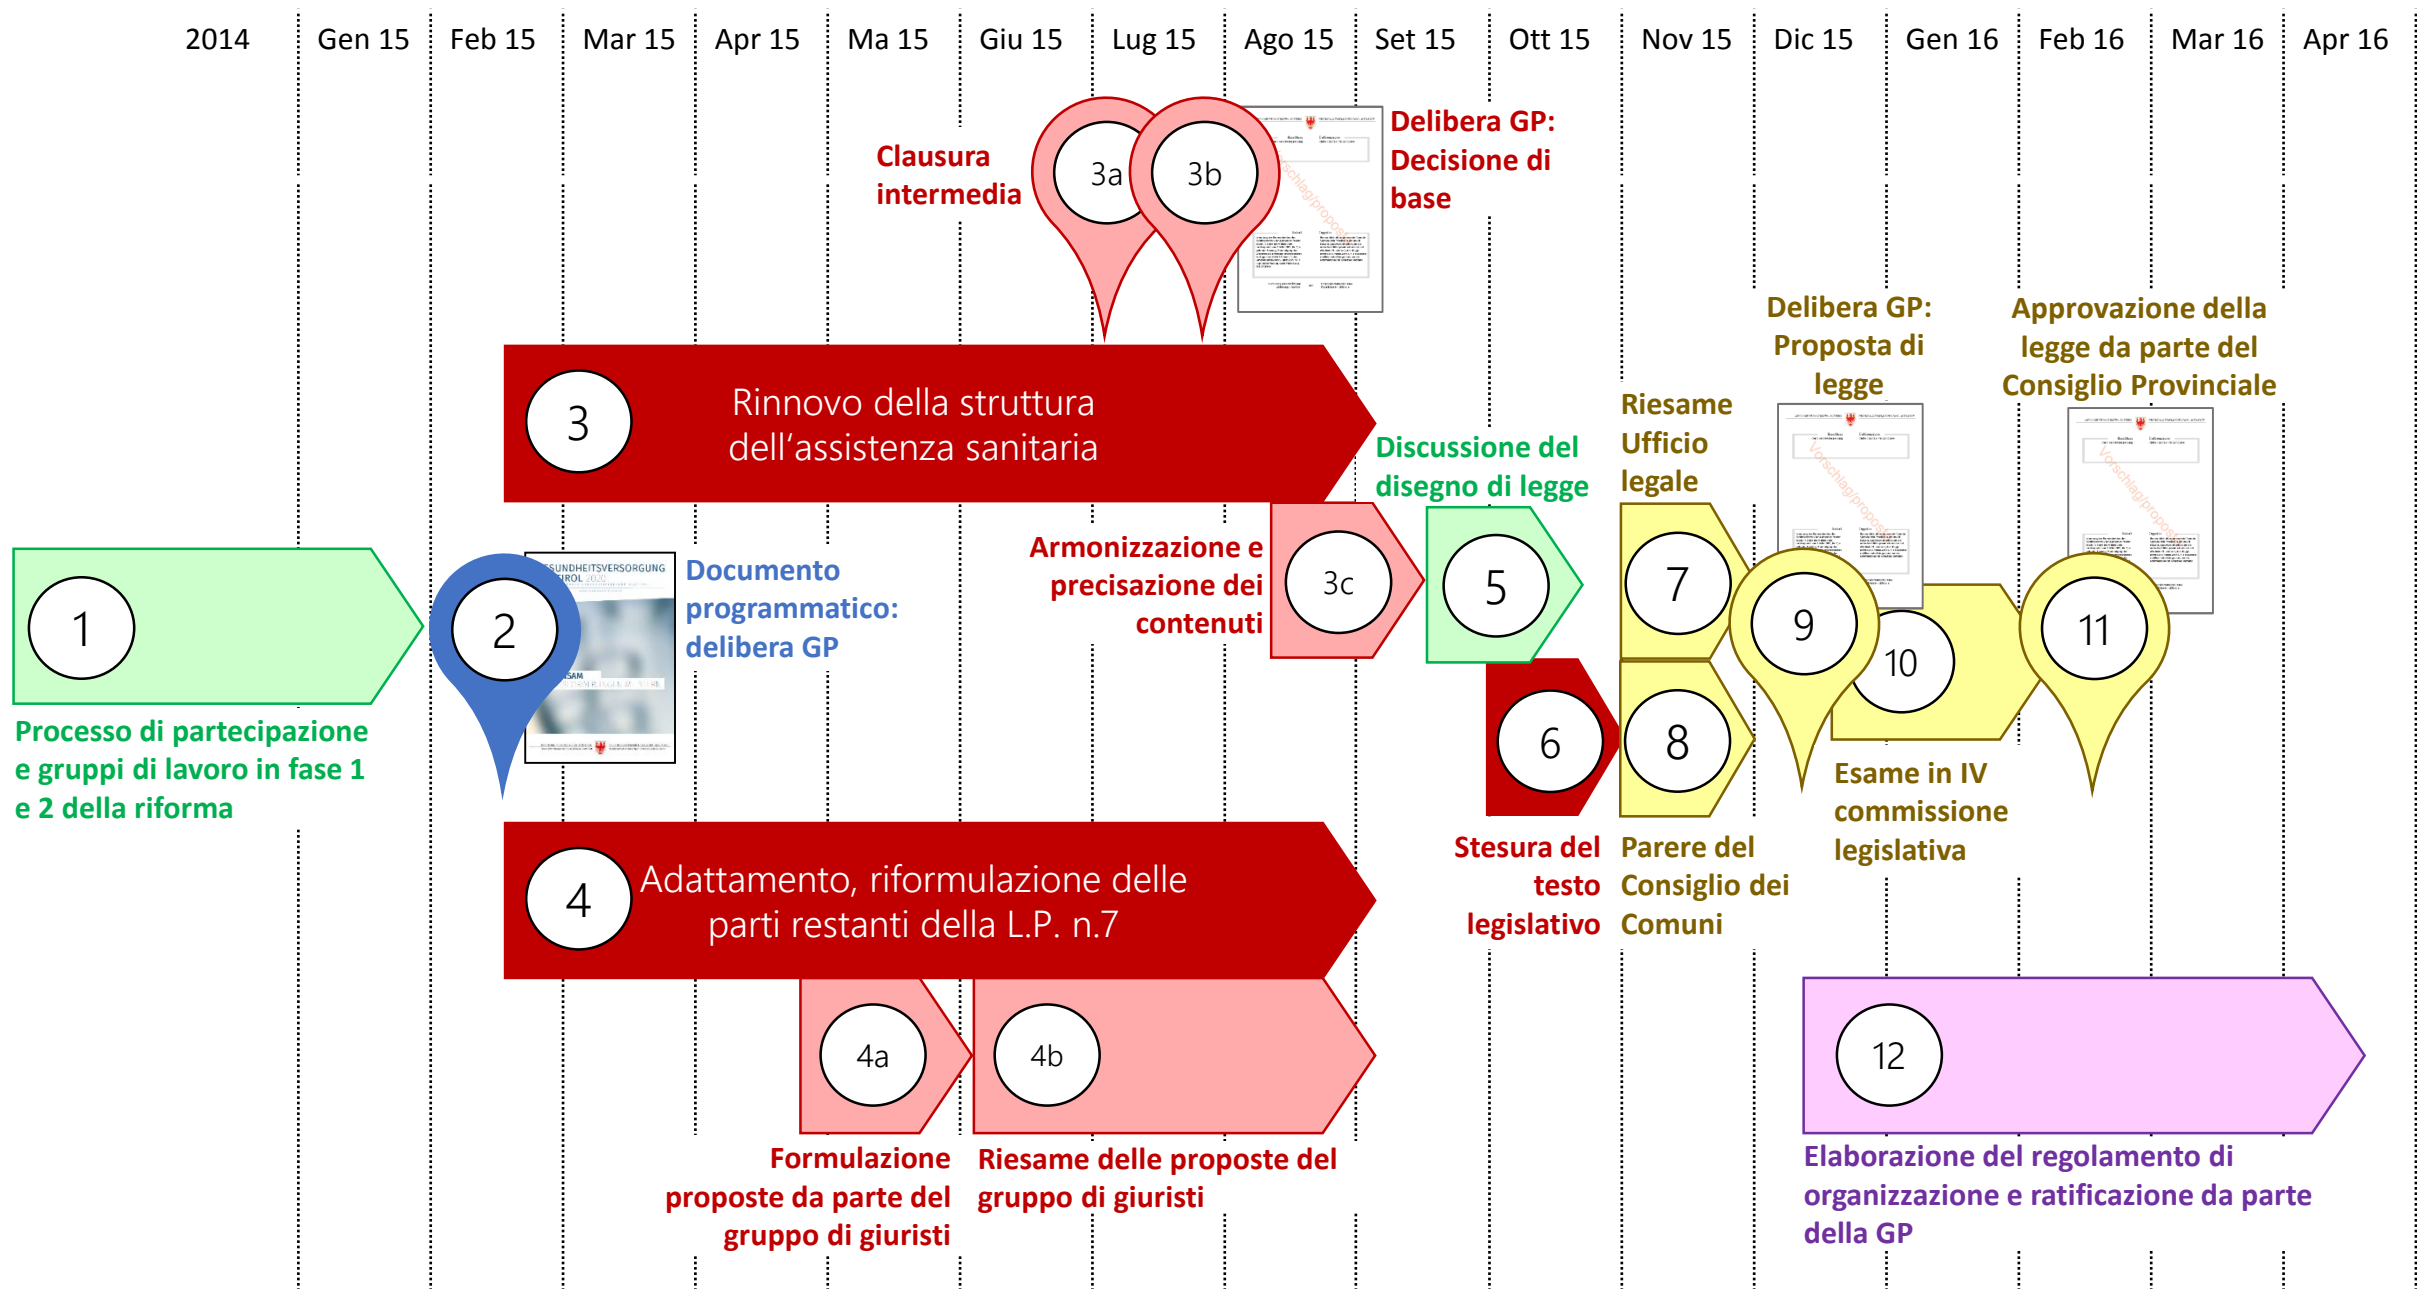 2014
Gen 15
Feb 15
Mar 15
Apr 15
Ma 15
Giu 15
Lug 15
Ago 15
Set 15
Ott 15
Nov 15
Dic 15
Gen 16
Feb 16
Mar 16
Apr 16
Clausura
intermedia
3a
3b
Vorschlag/proposta
Delibera GP:
Decisione di
base
3
Rinnovo della struttura
dell‘assistenza sanitaria
Delibera GP:
Proposta di
legge
Approvazione della
legge da parte del
Consiglio Provinciale
Riesame
Ufficio
legale
Discussione del
disegno di legge
Armonizzazione e
precisazione dei
contenuti
3c
5
7
Vorschlag/proposta
9
10
Vorschlag/proposta
11
1
Processo di partecipazione
e gruppi di lavoro in fase 1
e 2 della riforma
2
Documento
programmatico:
delibera GP
6
8
Stesura del
testo
legislativo
Parere del
Consiglio dei
Comuni
Esame in IV
commissione
legislativa
4
Adattamento, riformulazione delle
parti restanti della L.P. n.7
4a
4b
Formulazione
proposte da parte del
gruppo di giuristi
Riesame delle proposte del
gruppo di giuristi
12
Elaborazione del regolamento di
organizzazione e ratificazione da parte
della GP